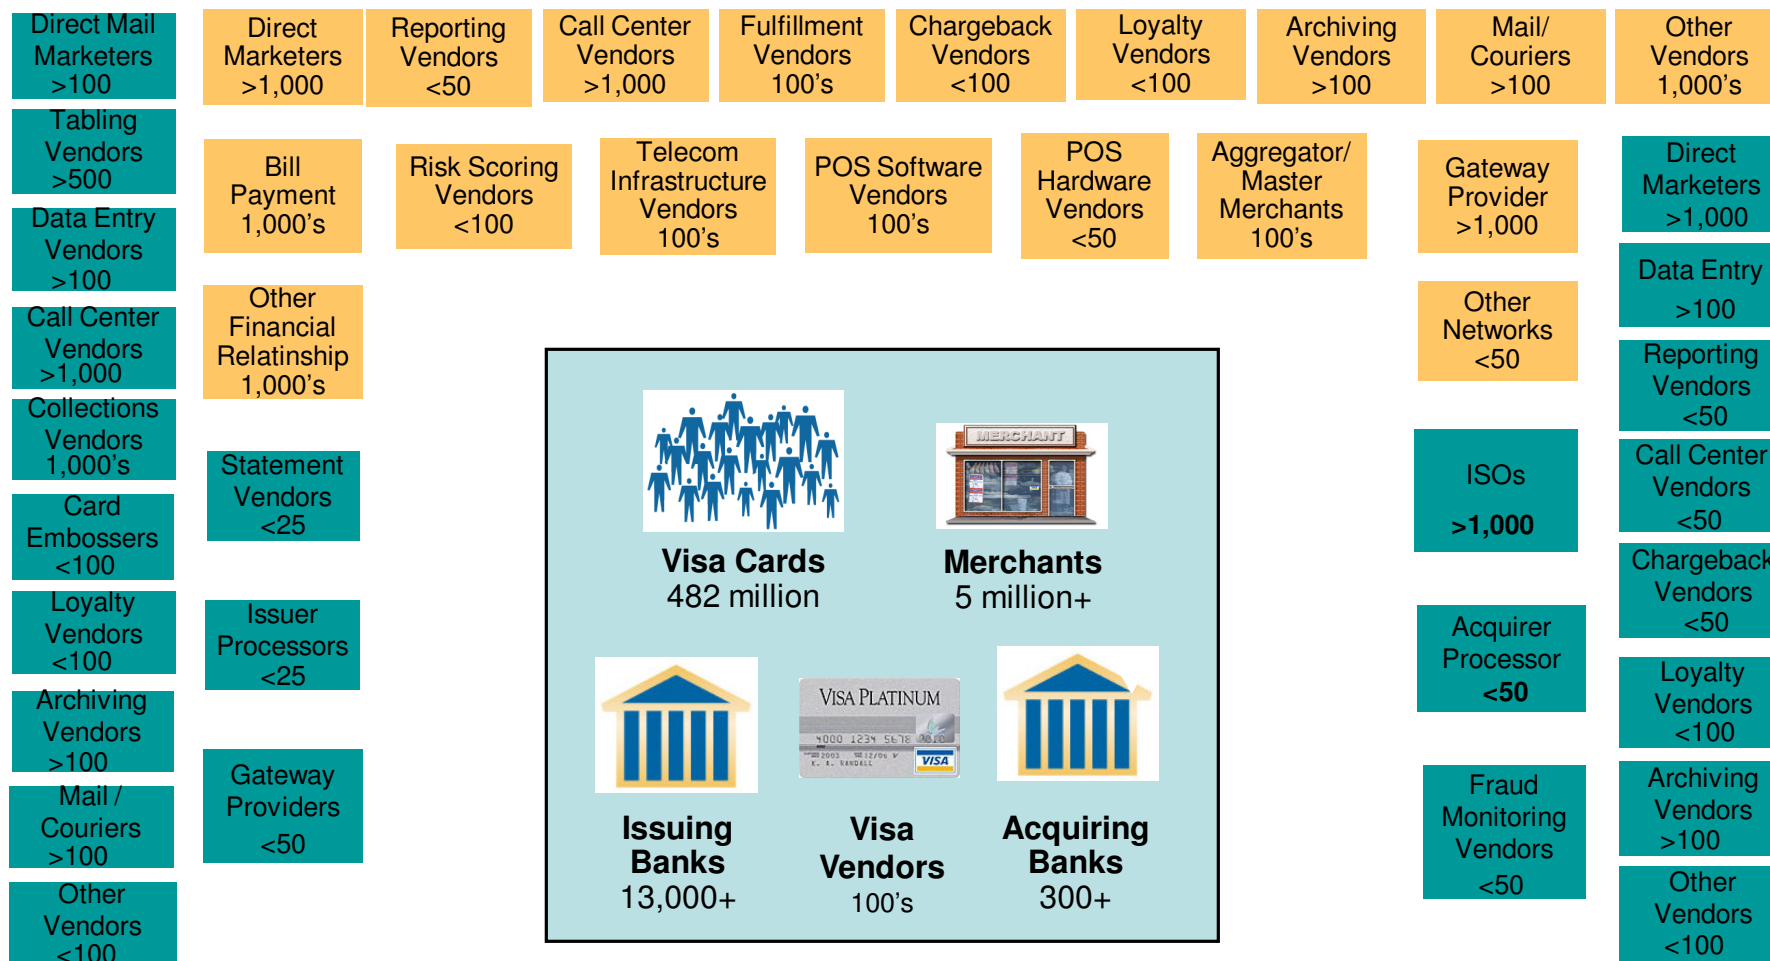 Direct Mail
Marketers
>100
Direct
Marketers
>1,000
Reporting
Vendors
<50
Call Center
Vendors
>1,000
Fulfillment
Vendors
100's
Chargeback
Vendors
<100
Loyalty
Vendors
<100
Archiving
Vendors
>100
Mail/
Couriers
>100
Other
Vendors
1,000's
Tabling
Vendors
>500
Data Entry
Vendors
>100
Call Center
Vendors
>1,000
Collections
Vendors
1,000's
Card
Embossers
<100
Loyalty
Vendors
<100
Archiving
Vendors
>100
Mail /
Couriers
>100
Other
Vendors
<100
Bill
Payment
1,000's
Risk Scoring
Vendors
<100
Telecom
Infrastructure
Vendors
100's
POS Software
Vendors
100's
POS
Hardware
Vendors
<50
Aggregator/
Master
Merchants
100's
Gateway
Provider
>1,000
Other
Financial
Relatinship
1,000's
Statement
Vendors
<25
Issuer
Processors
<25
Gateway
Providers
<50
MERCHANT
Visa Cards
482 million
Merchants
5 million+
VISA PLATINUM
4000 1234 5678 9010
VISA
K. A. RANDALL
Issuing
Banks
13,000+
Visa
Vendors
100's
Acquiring
Banks
300+
Other
Networks
<50
ISOs
>1,000
Acquirer
Processor
<50
Fraud
Monitoring
Vendors
<50
Direct
Marketers
>1,000
Data Entry
>100
Reporting
Vendors
<50
Call Center
Vendors
<50
Chargeback
Vendors
<50
Loyalty
Vendors
<100
Archiving
Vendors
>100
Other
Vendors
<100